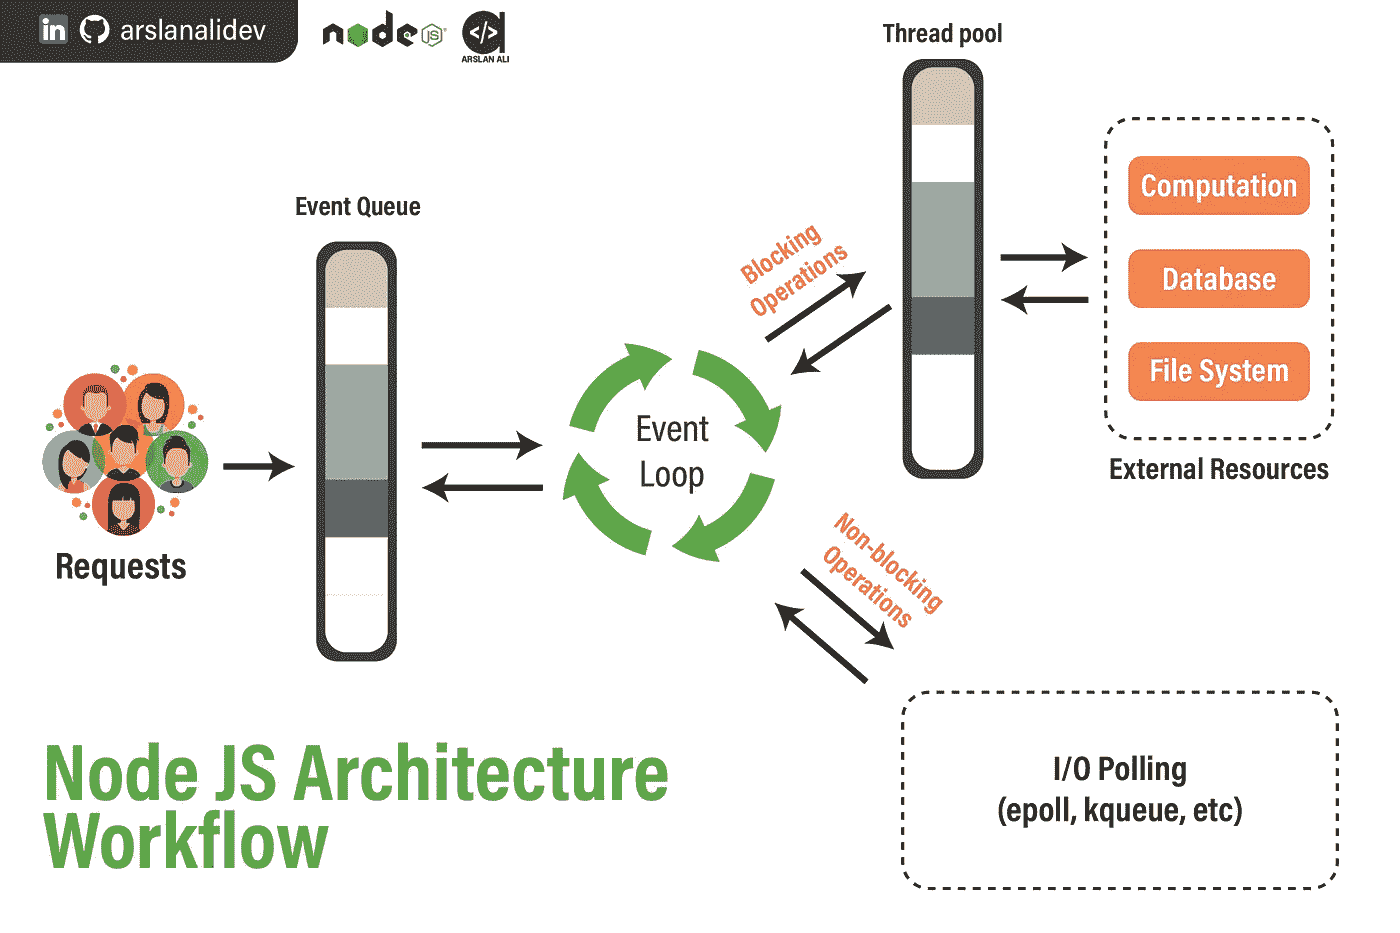 in arslanalidev
node JS
</>
ARSLAN ALI
Thread pool
Event Queue
Computation
Database
File System
External Resources
Blocking
Operations
Event
Loop
Non-blocking
Operations
Requests
I/O Polling
(epoll, kqueue, etc)
Node JS Architecture
Workflow